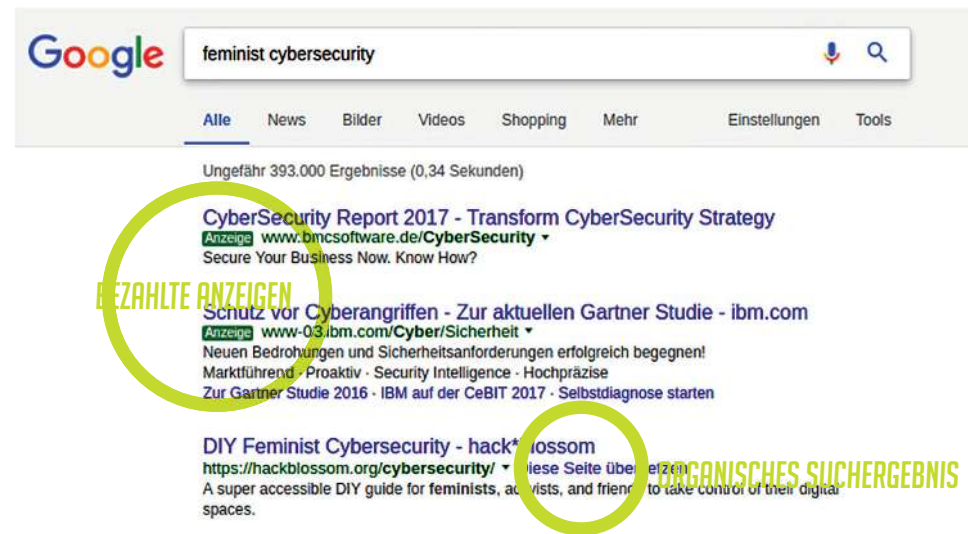 Google
feminist cybersecurity
Alle News Bilder Videos Shopping Mehr Einstellungen Tools
Ungefähr 393.000 Ergebnisse (0,34 Sekunden)
CyberSecurity Report 2017 - Transform CyberSecurity Strategy
Anzeige www.bmcsoftware.de/CyberSecurity
Secure Your Business Now. Know How?
BEZAHLTE ANZEIGEN
Schutz vor Cyberangriffen - Zur aktuellen Gartner Studie - ibm.com
Anzeige www-03.ibm.com/Cyber/Sicherheit
Neuen Bedrohungen und Sicherheitsanforderungen erfolgreich begegnen!
Marktführend · Proaktiv · Security Intelligence · Hochpräzise
Zur Gartner Studie 2016 · IBM auf der CeBIT 2017 · Selbstdiagnose starten
DIY Feminist Cybersecurity - hack*blossom
https://hackblossom.org/cybersecurity/ Diese Seite übersetzen
ORGANISCHES SUCHERGEBNIS
A super accessible DIY guide for feminists, activists, and friends to take control of their digital
spaces.